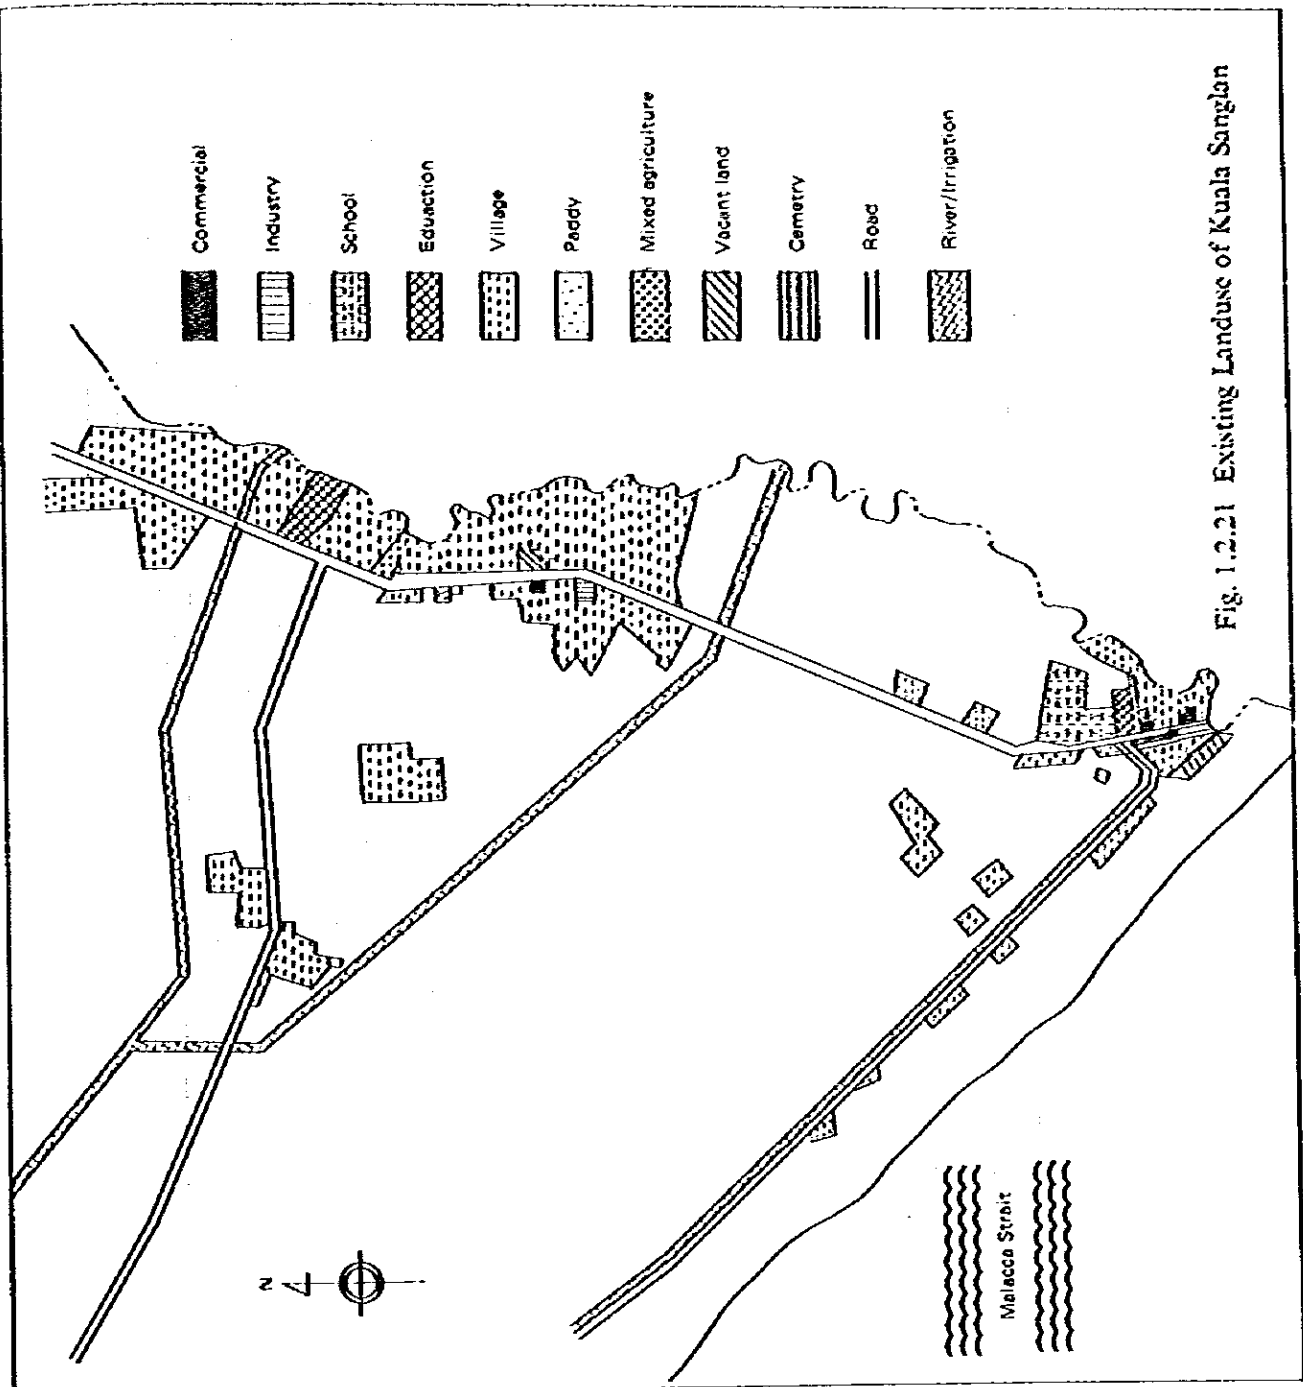 Commercial
Industry
School
Eduaction
Village
Paddy
Mixed agriculture
Vacant land
Cemetry
Road
River/Irrigation
N
Malacca Strait
Fig. 1.2.21 Existing Landuse of Kuala Sanglan